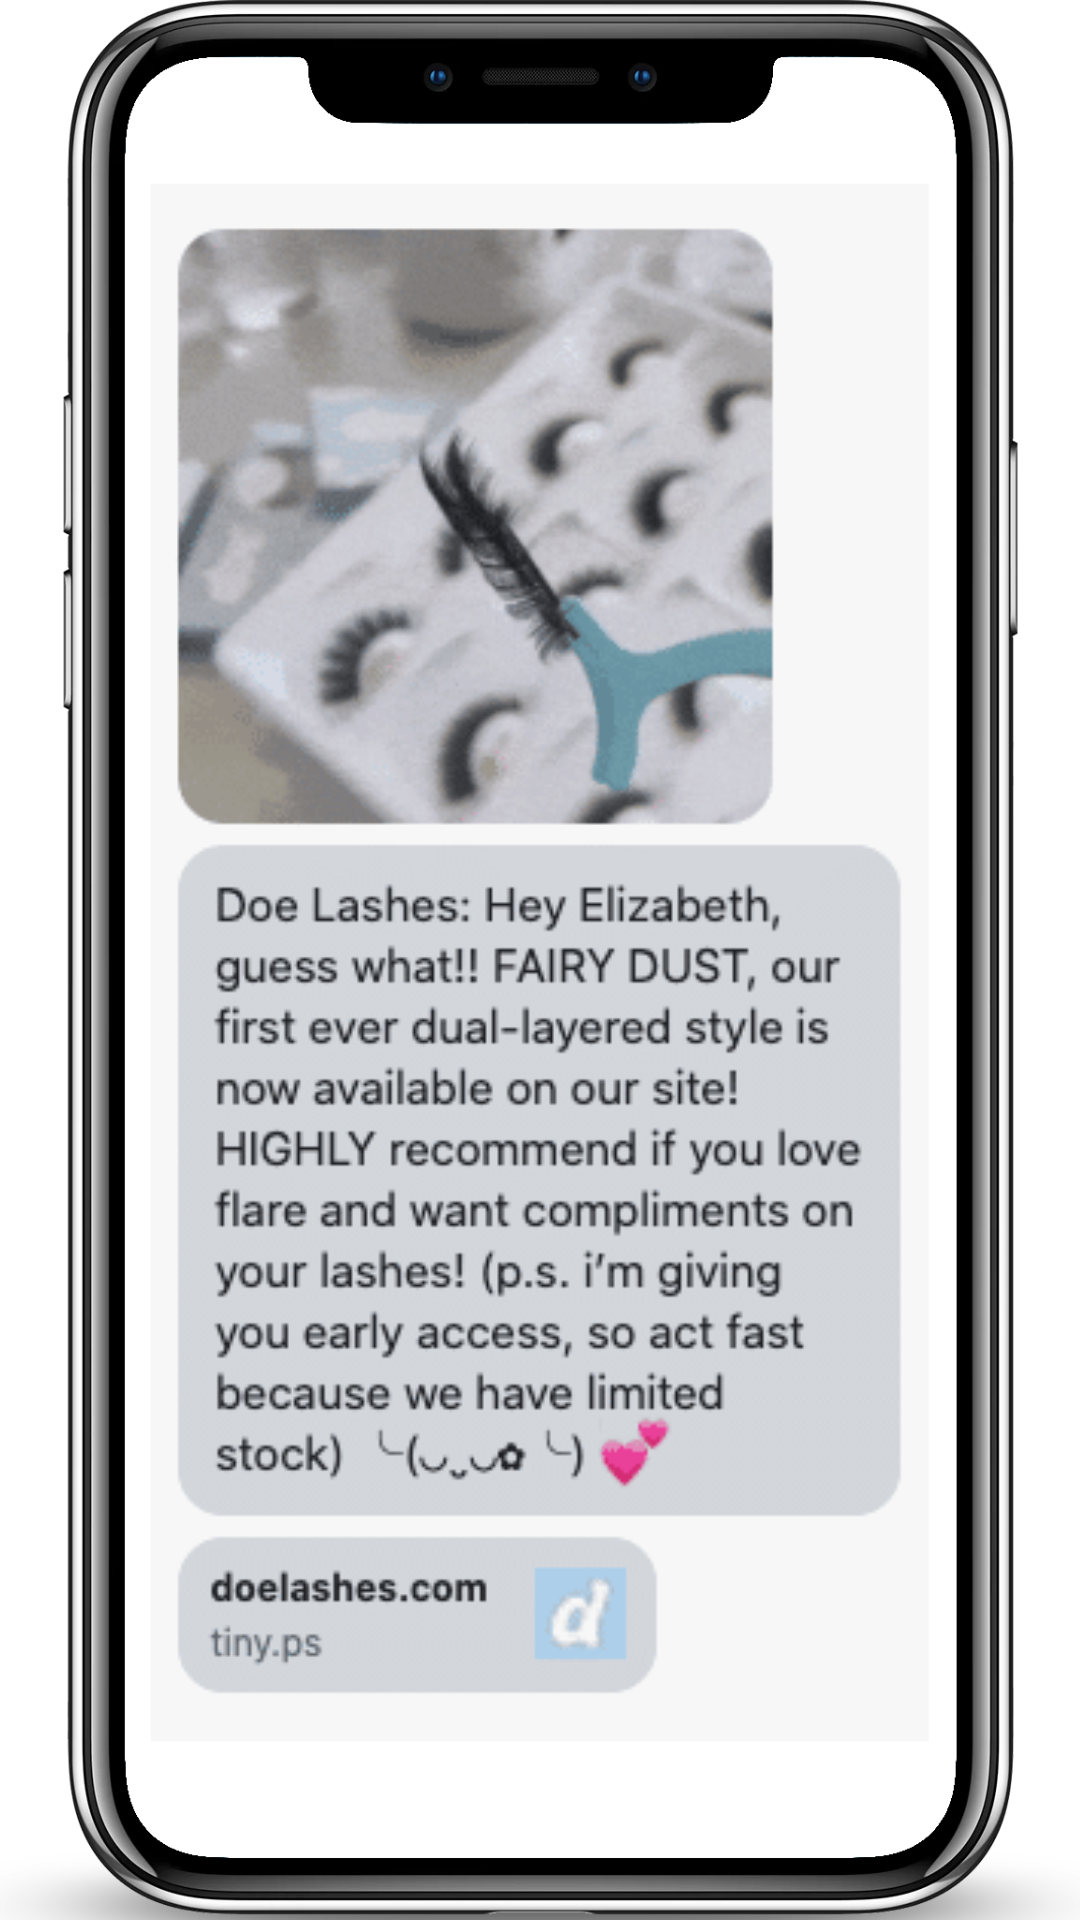 Doe Lashes: Hey Elizabeth,
guess what!! FAIRY DUST, our
first ever dual-layered style is
now available on our site!
HIGHLY recommend if you love
flare and want compliments on
your lashes! (p.s. i’m giving
you early access, so act fast
because we have limited
stock) ╰(◡‿◡✿╰) 💕
doelashes.com
tiny.ps
d